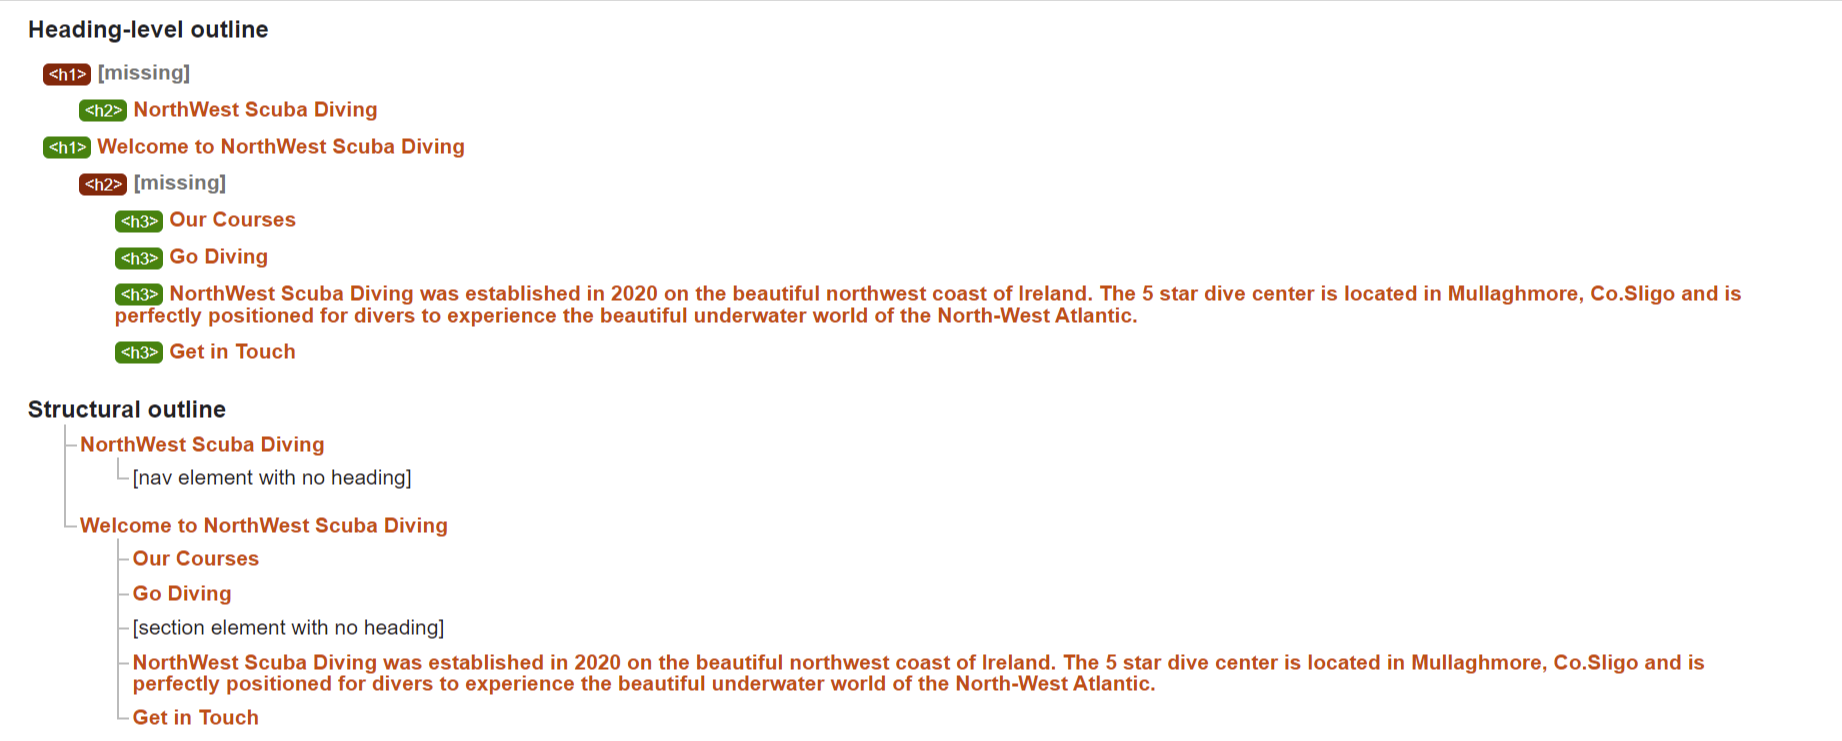 Heading-level outline
<h1> [missing]
<h2> NorthWest Scuba Diving
<h1> Welcome to NorthWest Scuba Diving
<h2> [missing]
<h3> Our Courses
<h3> Go Diving
<h3> NorthWest Scuba Diving was established in 2020 on the beautiful northwest coast of Ireland. The 5 star dive center is located in Mullaghmore, Co.Sligo and is
perfectly positioned for divers to experience the beautiful underwater world of the North-West Atlantic.
<h3> Get in Touch
Structural outline
NorthWest Scuba Diving
[nav element with no heading]
Welcome to NorthWest Scuba Diving
Our Courses
Go Diving
[section element with no heading]
NorthWest Scuba Diving was established in 2020 on the beautiful northwest coast of Ireland. The 5 star dive center is located in Mullaghmore, Co.Sligo and is
perfectly positioned for divers to experience the beautiful underwater world of the North-West Atlantic.
Get in Touch